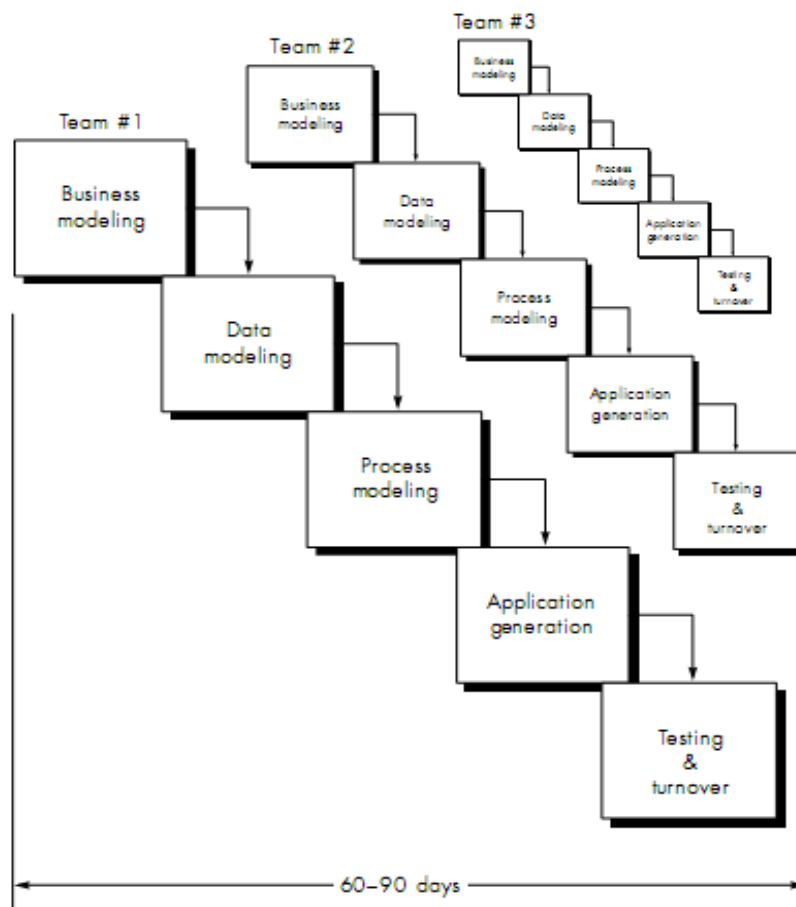 Team #1
Business
modeling
Data
modeling
Process
modeling
Application
generation
Testing
&
turnover
Team #2
Business
modeling
Data
modeling
Process
modeling
Application
generation
Testing
&
turnover
Team #3
Business
modeling
Data
modeling
Process
modeling
Application
generation
Testing
&
turnover
60–90 days